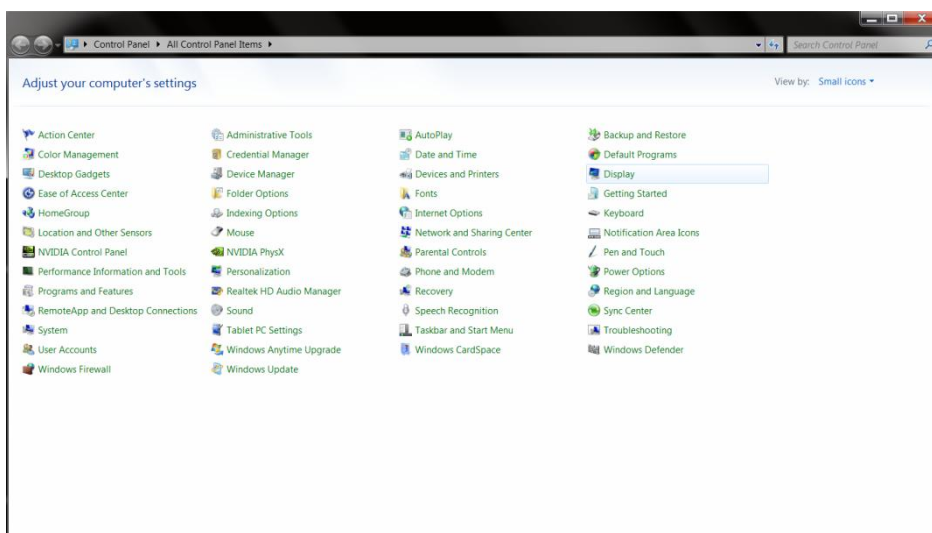 Control Panel All Control Panel Items Search Control Panel
Adjust your computer's settings View by: Small icons
Action Center Administrative Tools AutoPlay Backup and Restore
Color Management Credential Manager Date and Time Default Programs
Desktop Gadgets Device Manager Devices and Printers Display
Ease of Access Center Folder Options Fonts Getting Started
HomeGroup Indexing Options Internet Options Keyboard
Location and Other Sensors Mouse Network and Sharing Center Notification Area Icons
NVIDIA Control Panel NVIDIA PhysX Parental Controls Pen and Touch
Performance Information and Tools Personalization Phone and Modem Power Options
Programs and Features Realtek HD Audio Manager Recovery Region and Language
RemoteApp and Desktop Connections Sound Speech Recognition Sync Center
System Tablet PC Settings Taskbar and Start Menu Troubleshooting
User Accounts Windows Anytime Upgrade Windows CardSpace Windows Defender
Windows Firewall Windows Update